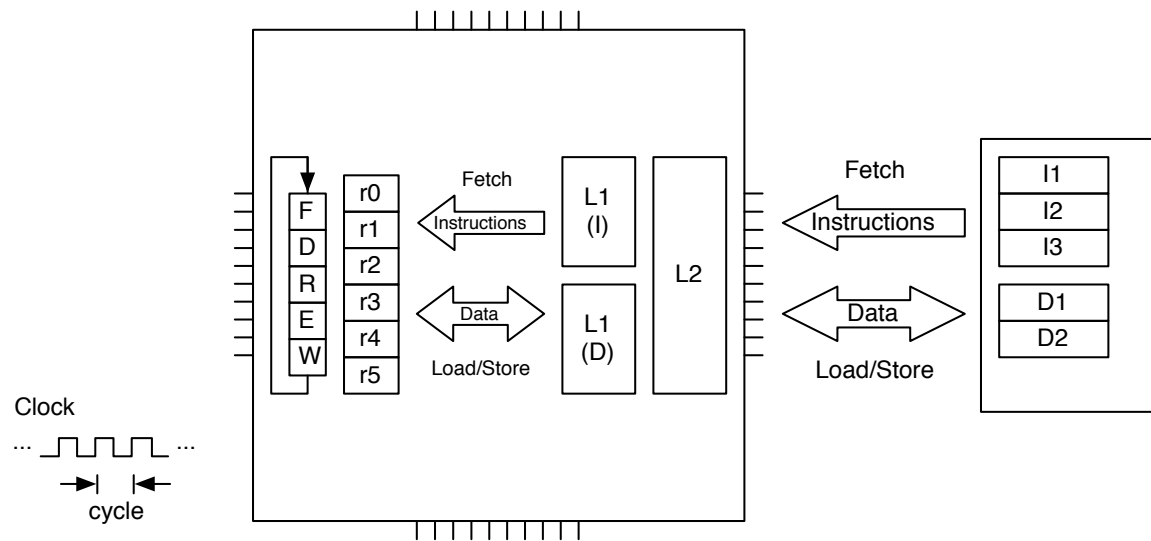 F
D
R
E
W
r0
r1
r2
r3
r4
r5
Fetch
Instructions
Data
Load/Store
L1
(I)
L1
(D)
L2
Fetch
Instructions
Data
Load/Store
I1
I2
I3
D1
D2
Clock
... ...
cycle